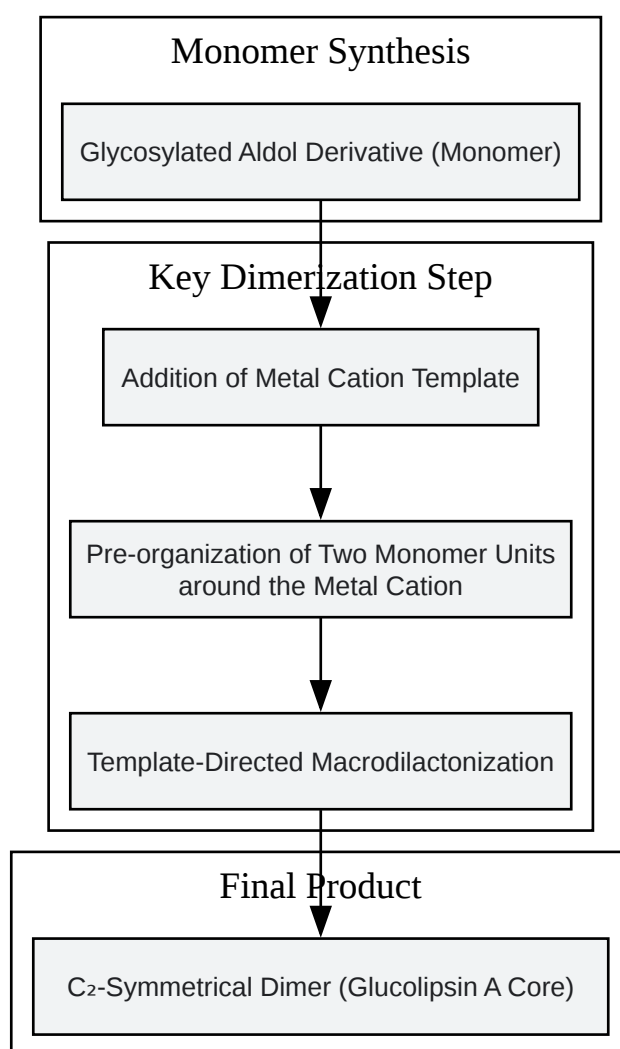 Monomer Synthesis
Glycosylated Aldol Derivative (Monomer)
Key Dimerization Step
Addition of Metal Cation Template
Pre-organization of Two Monomer Units
around the Metal Cation
Template-Directed Macrodilactonization
Final Product
C₂-Symmetrical Dimer (Glucolipsin A Core)